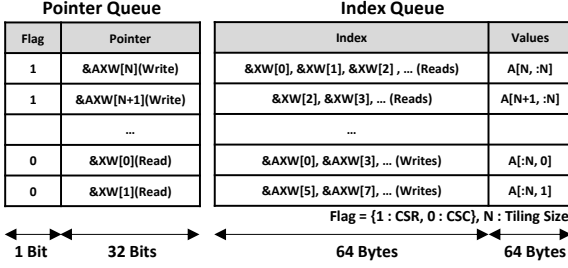 Pointer Queue Index Queue
Flag Pointer Index Values
1 &AXW[N](Write) &XW[0], &XW[1], &XW[2] , ... (Reads) A[N, :N]
1 &AXW[N+1](Write) &XW[2], &XW[3], ... (Reads) A[N+1, :N]
... ...
0 &XW[0](Read) &AXW[0], &AXW[3], ... (Writes) A[:N, 0]
0 &XW[1](Read) &AXW[5], &AXW[7], ... (Writes) A[:N, 1]
Flag = {1 : CSR, 0 : CSC}, N : Tiling Size
1 Bit 32 Bits 64 Bytes 64 Bytes